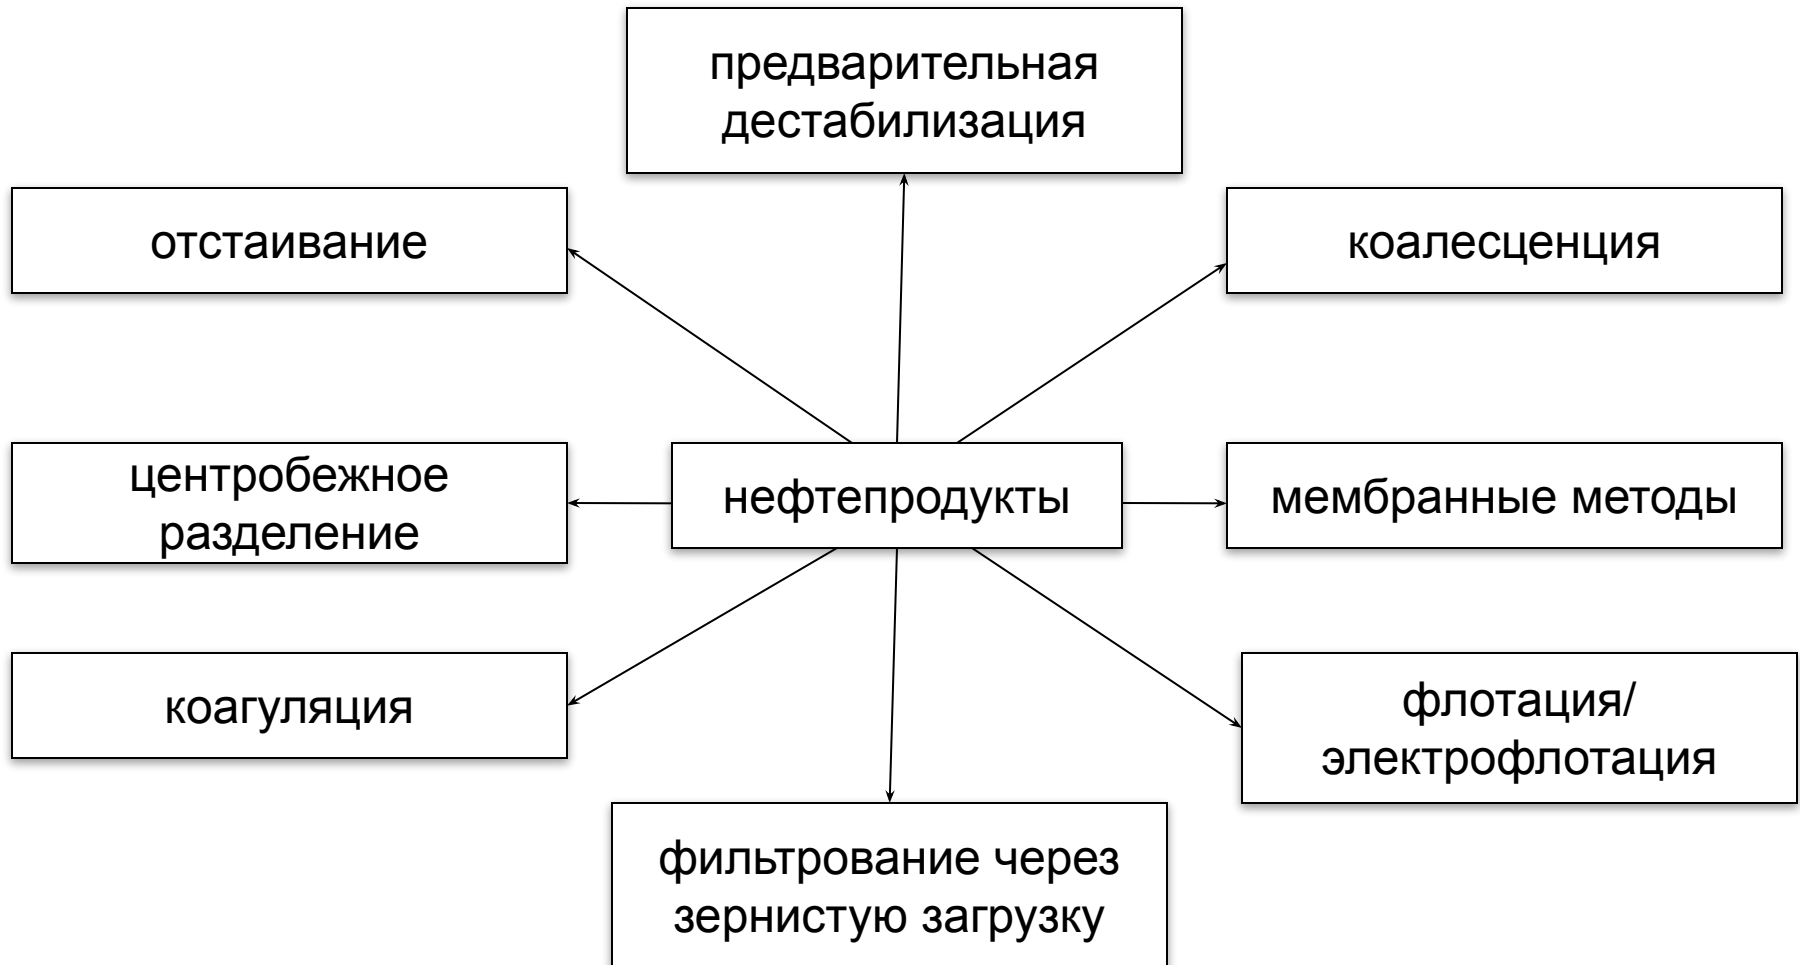 предварительная
дестабилизация
отстаивание
коалесценция
центробежное
разделение
нефтепродукты
мембранные методы
коагуляция
флотация/
электрофлотация
фильтрование через
зернистую загрузку